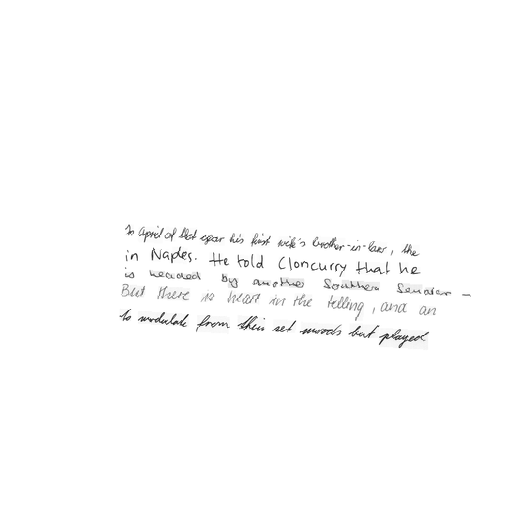 In April of that year his first wife's brother-in-law, the
in Naples. He told Cloncurry that he
is headed by another Southern Senator -
But there is heart in the telling, and an
to modulate from their set moods but played